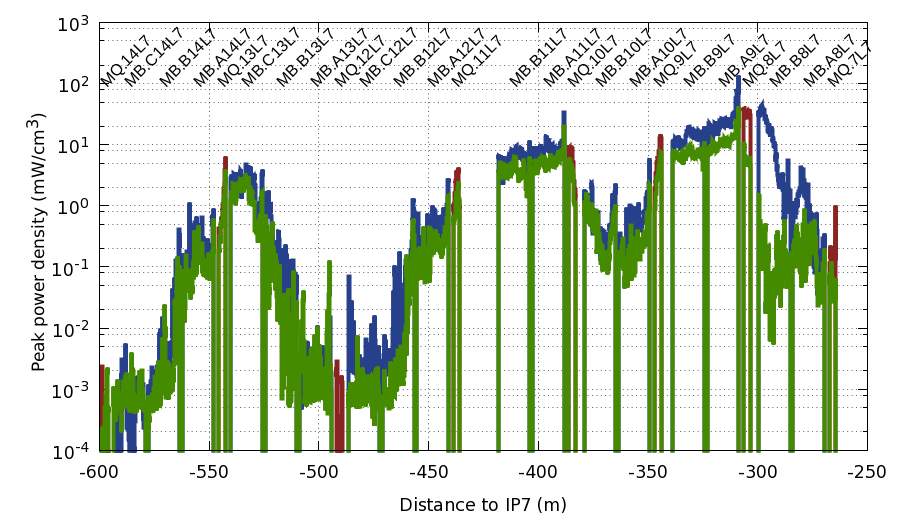 10³
MQ.14L7 MB.C14L7 MB.B14L7 MB.A14L7 MQ.13L7 MB.C13L7 MB.B13L7 MB.A13L7 MQ.12L7 MB.C12L7 MB.B12L7 MB.A12L7 MQ.11L7 MB.B11L7 MB.A11L7 MQ.10L7 MB.B10L7 MB.A10L7 MQ.9L7 MB.B9L7 MB.A9L7 MQ.8L7 MB.B8L7 MB.A8L7 MQ.7L7
10²
10¹
10⁰
10⁻¹
10⁻²
10⁻³
10⁻⁴
Peak power density (mW/cm³)
-600 -550 -500 -450 -400 -350 -300 -250
Distance to IP7 (m)